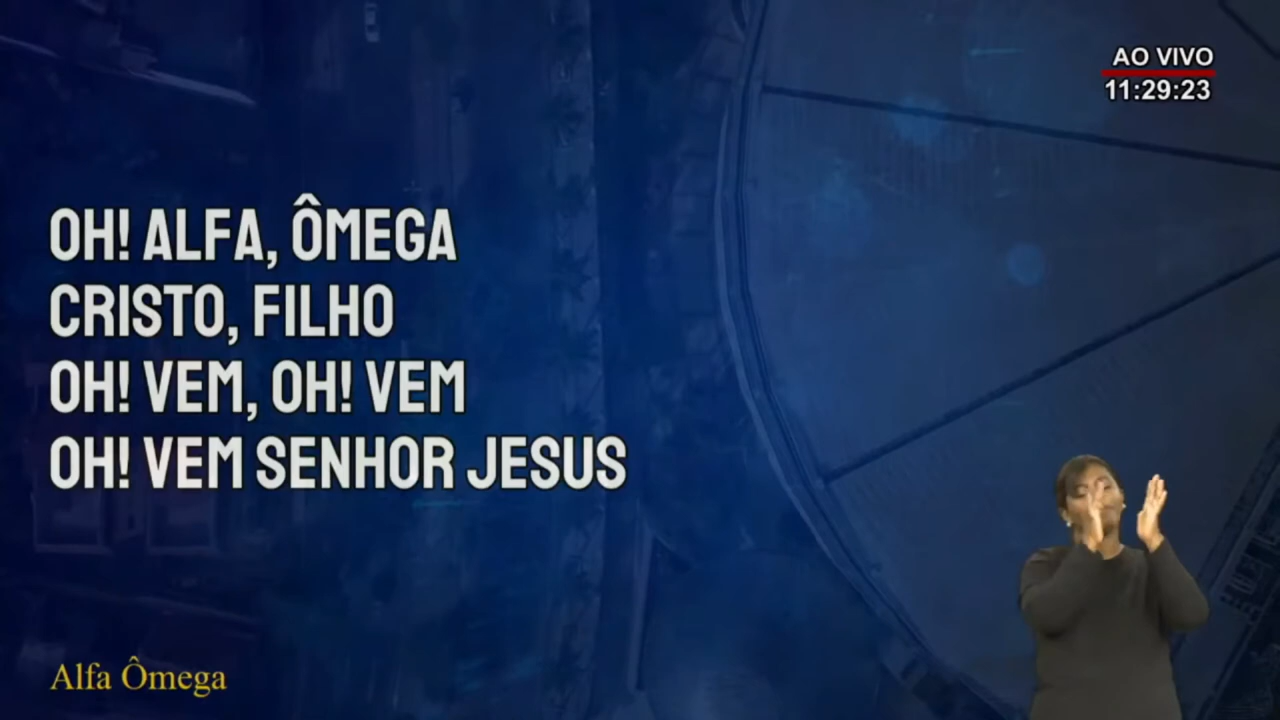 AO VIVO
11:29:23
OH! ALFA, ÔMEGA
CRISTO, FILHO
OH! VEM, OH! VEM
OH! VEM SENHOR JESUS
Alfa Ômega